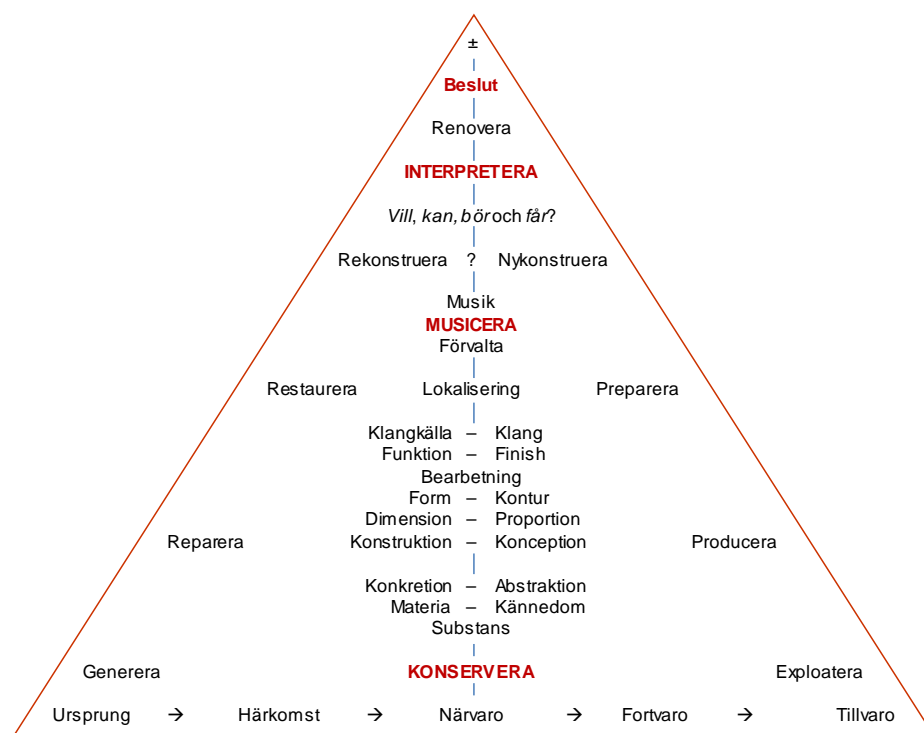 ±
Beslut
Renovera
INTERPRETERA
Vill, kan, bör och får?
Rekonstruera ? Nykonstruera
Musik
MUSICERA
Förvalta
Restaurera Lokalisering Preparera
Klangkälla – Klang
Funktion – Finish
Bearbetning
Form – Kontur
Dimension – Proportion
Reparera Konstruktion – Konception Producera
Konkretion – Abstraktion
Materia – Kännedom
Substans
Generera KONSERVERA Exploatera
Ursprung → Härkomst → Närvaro → Fortvaro → Tillvaro